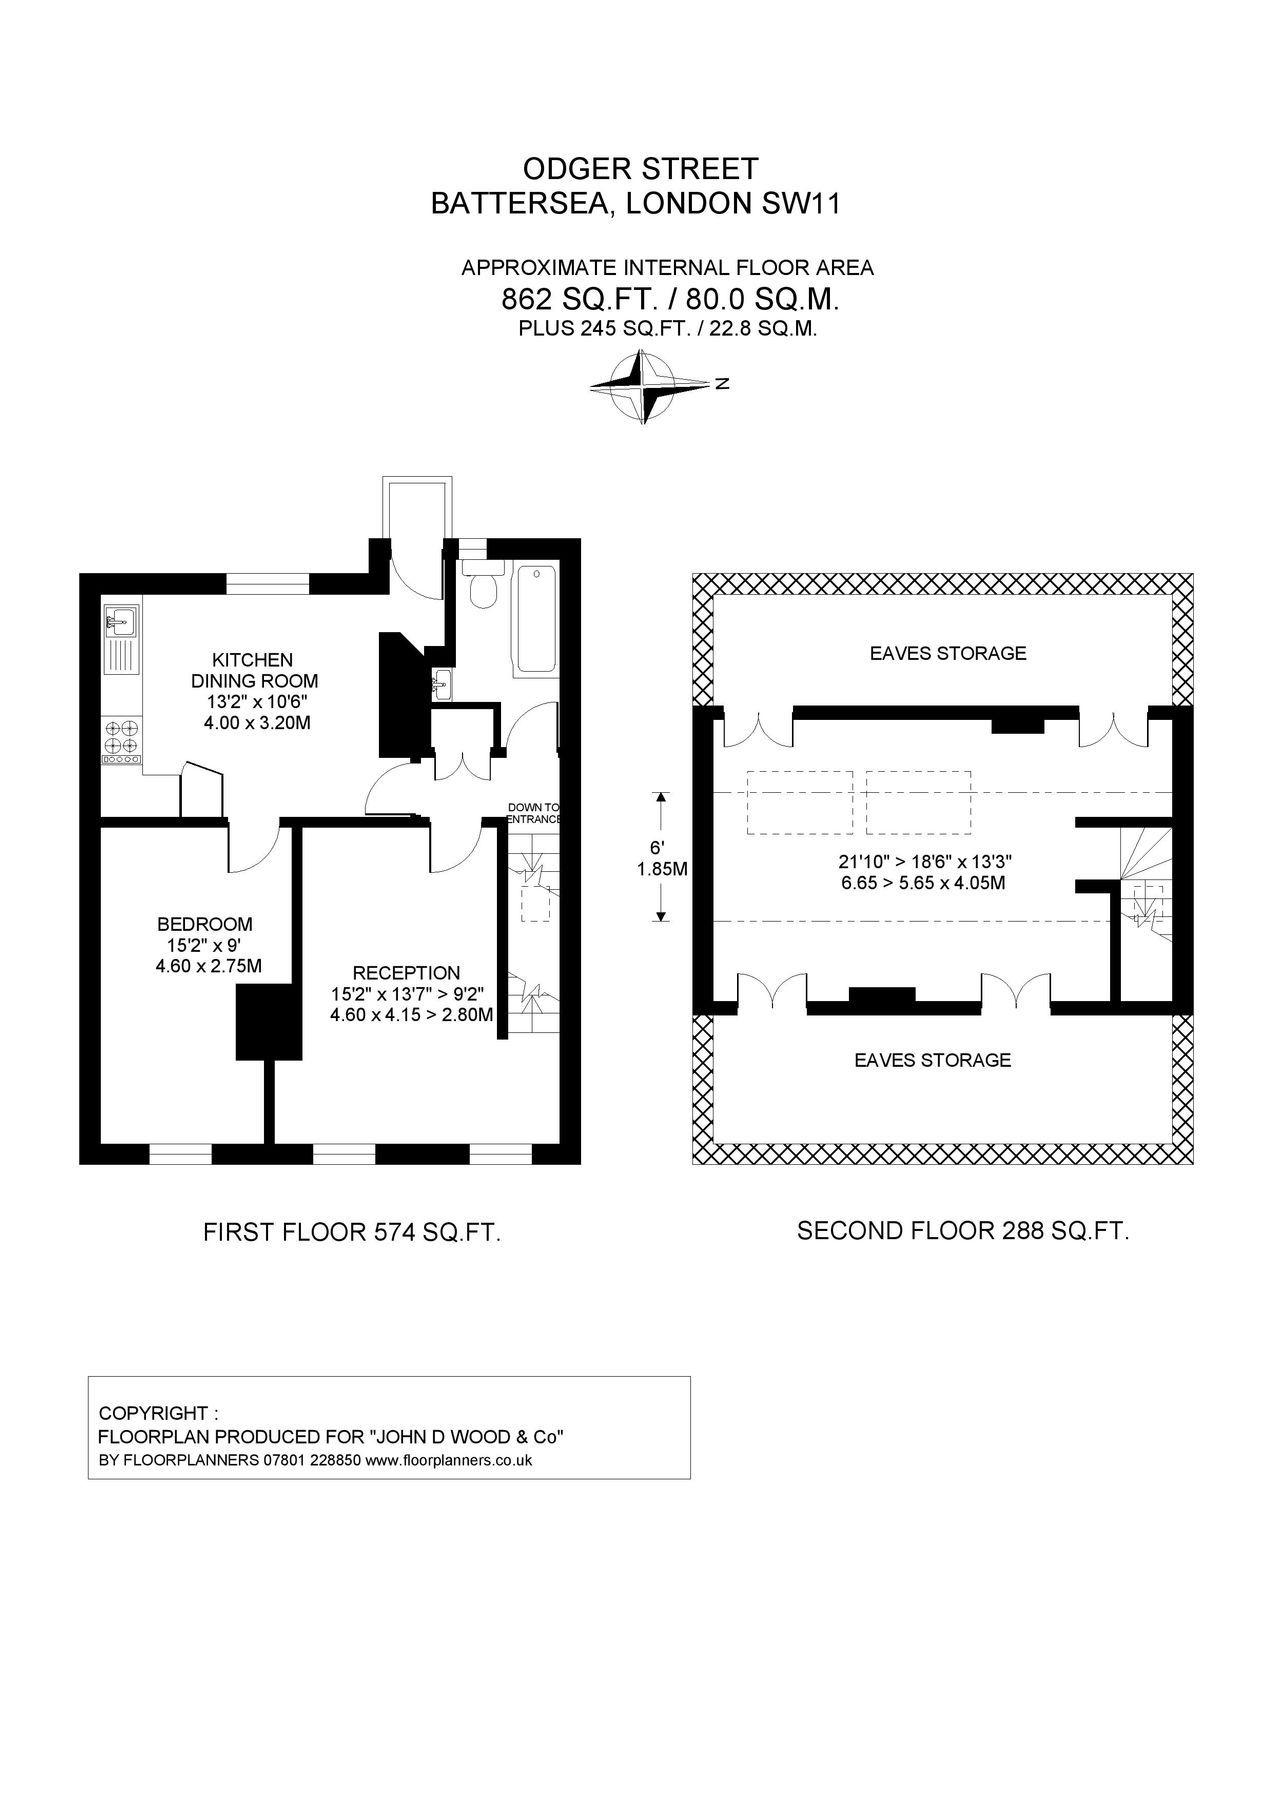 ODGER STREET
BATTERSEA, LONDON SW11
APPROXIMATE INTERNAL FLOOR AREA
862 SQ.FT. / 80.0 SQ.M.
PLUS 245 SQ.FT. / 22.8 SQ.M.
N
KITCHEN
DINING ROOM
13'2" x 10'6"
4.00 x 3.20M
DOWN TO
ENTRANCE
BEDROOM
15'2" x 9'
4.60 x 2.75M
RECEPTION
15'2" x 13'7" > 9'2"
4.60 x 4.15 > 2.80M
FIRST FLOOR 574 SQ.FT.
EAVES STORAGE
6'
1.85M
21'10" > 18'6" x 13'3"
6.65 > 5.65 x 4.05M
EAVES STORAGE
SECOND FLOOR 288 SQ.FT.
COPYRIGHT :
FLOORPLAN PRODUCED FOR "JOHN D WOOD & Co"
BY FLOORPLANNERS 07801 228850 www.floorplanners.co.uk